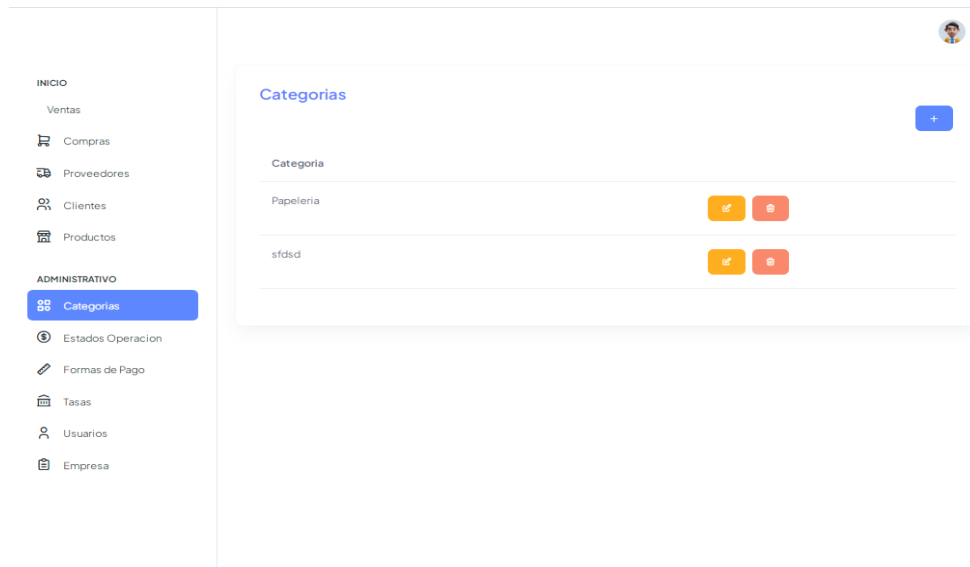 INICIO
Ventas
Compras
Proveedores
Clientes
Productos
ADMINISTRATIVO
Categorias
Estados Operacion
Formas de Pago
Tasas
Usuarios
Empresa
Categorias
+
Categoria
Papeleria
sfdsd